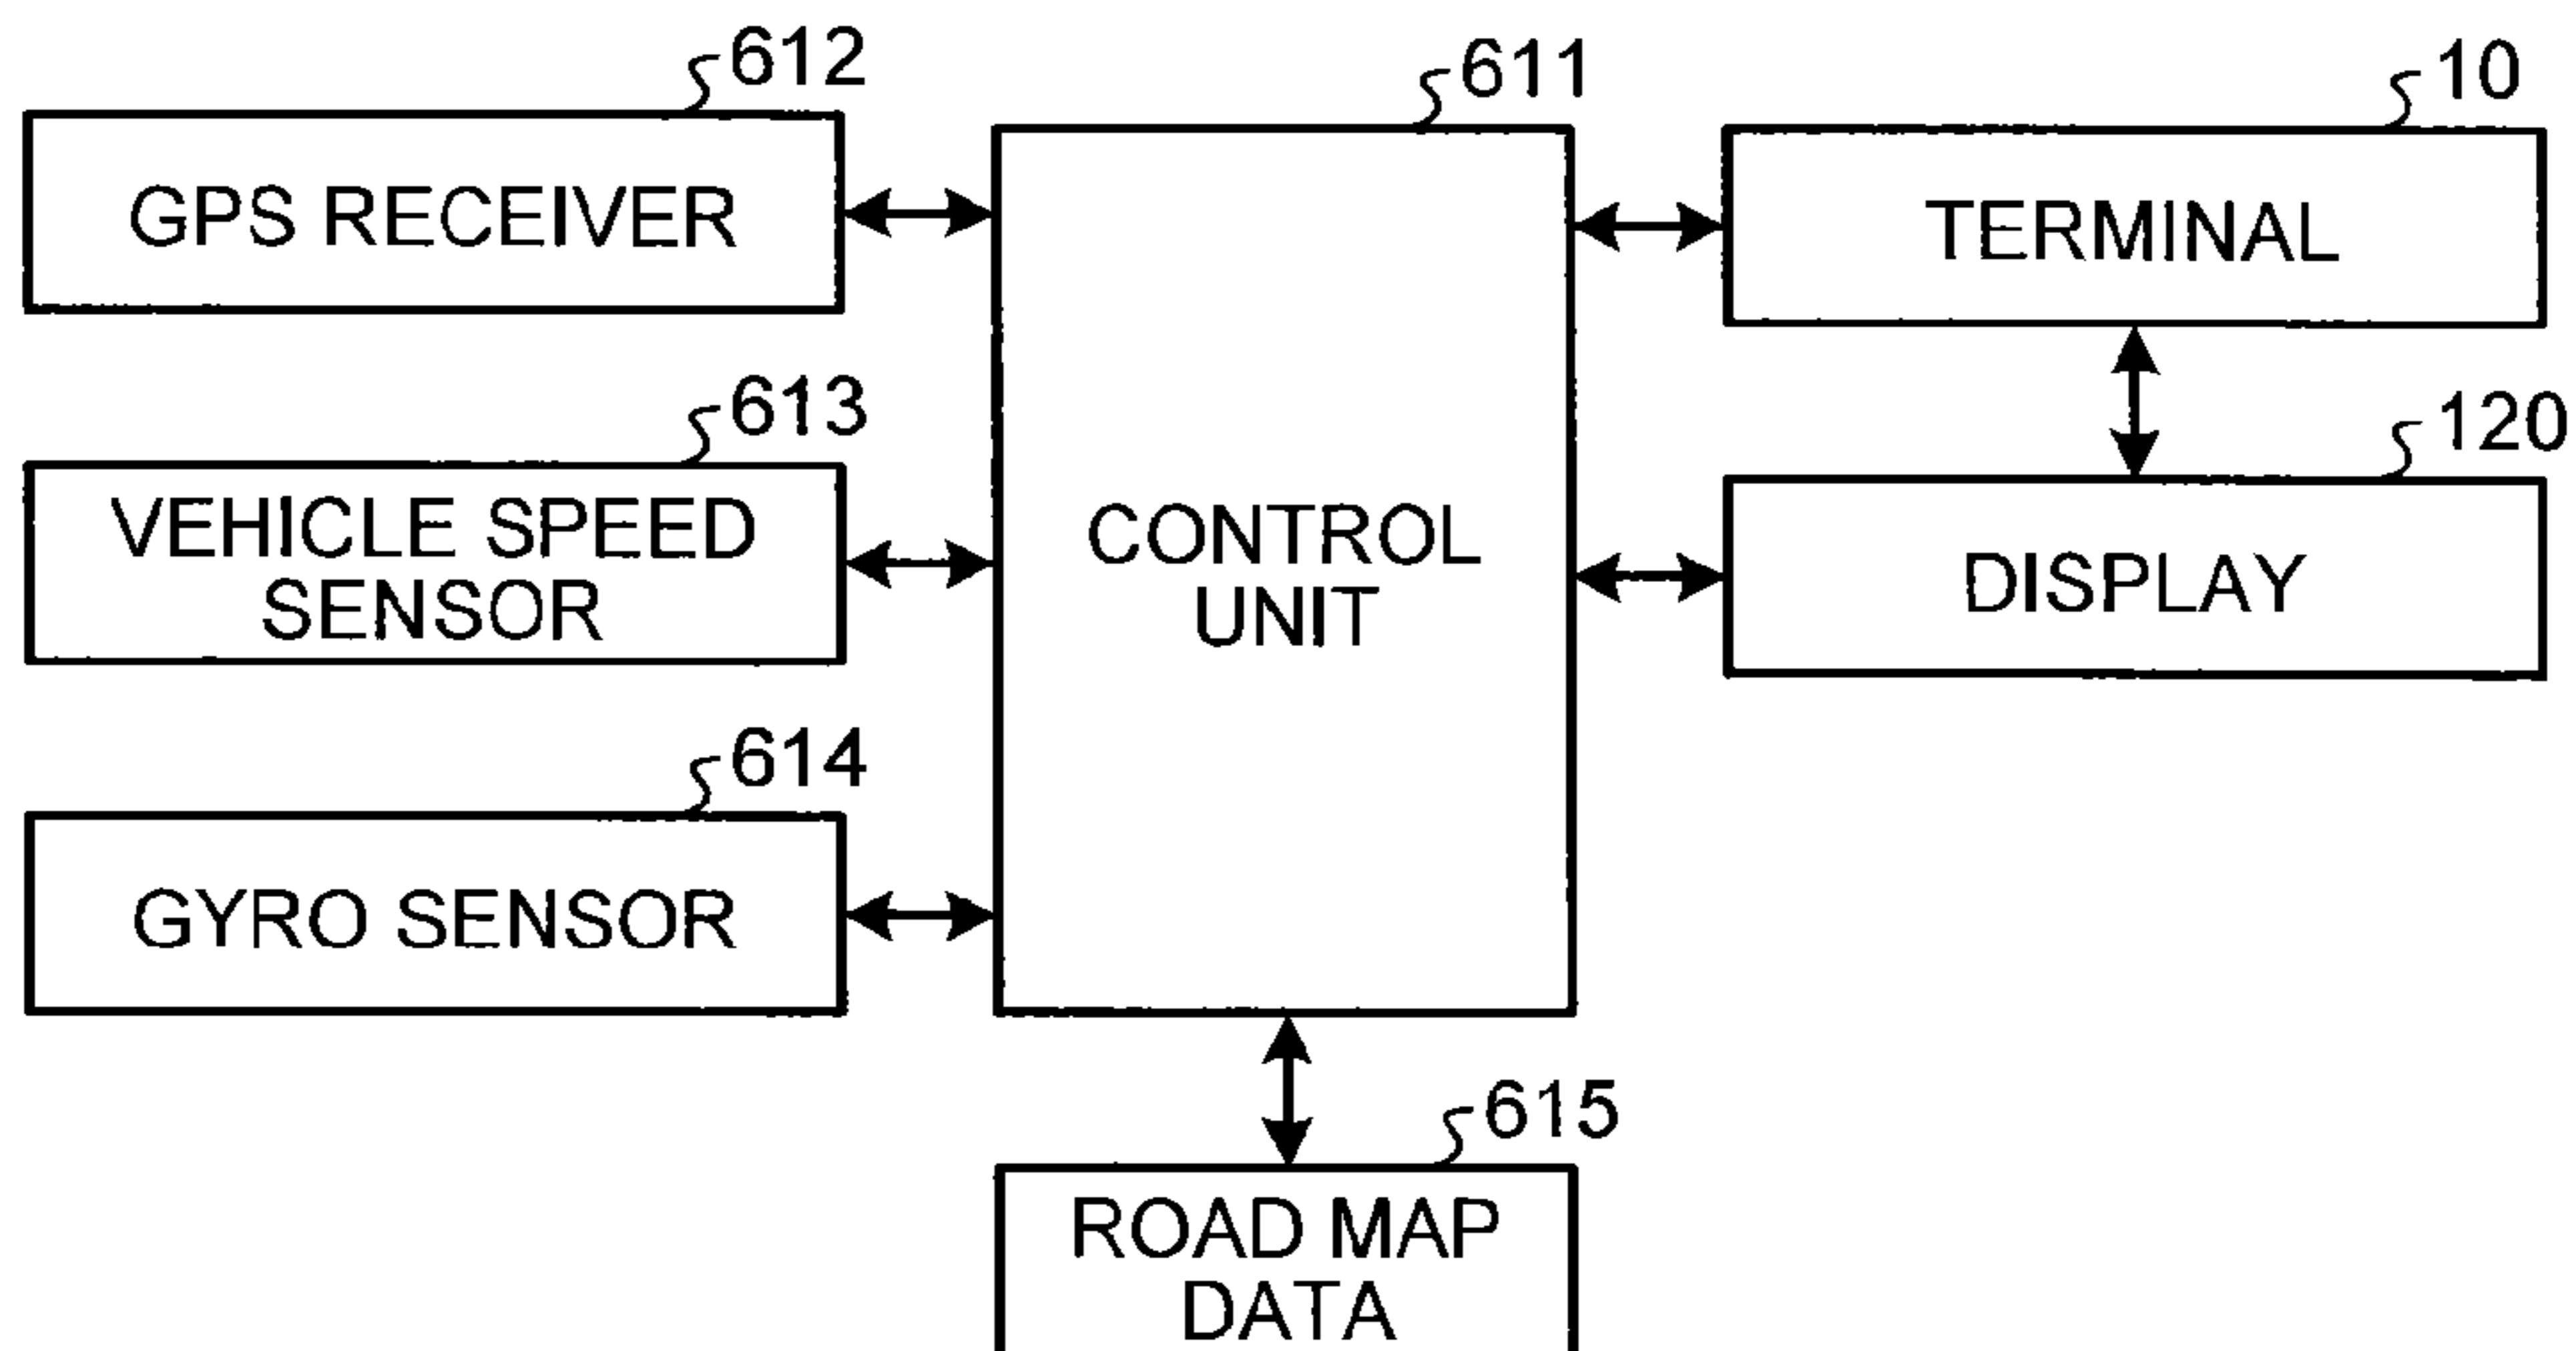 612
GPS RECEIVER
613
VEHICLE SPEED
SENSOR
614
GYRO SENSOR
611
CONTROL
UNIT
10
TERMINAL
120
DISPLAY
615
ROAD MAP
DATA